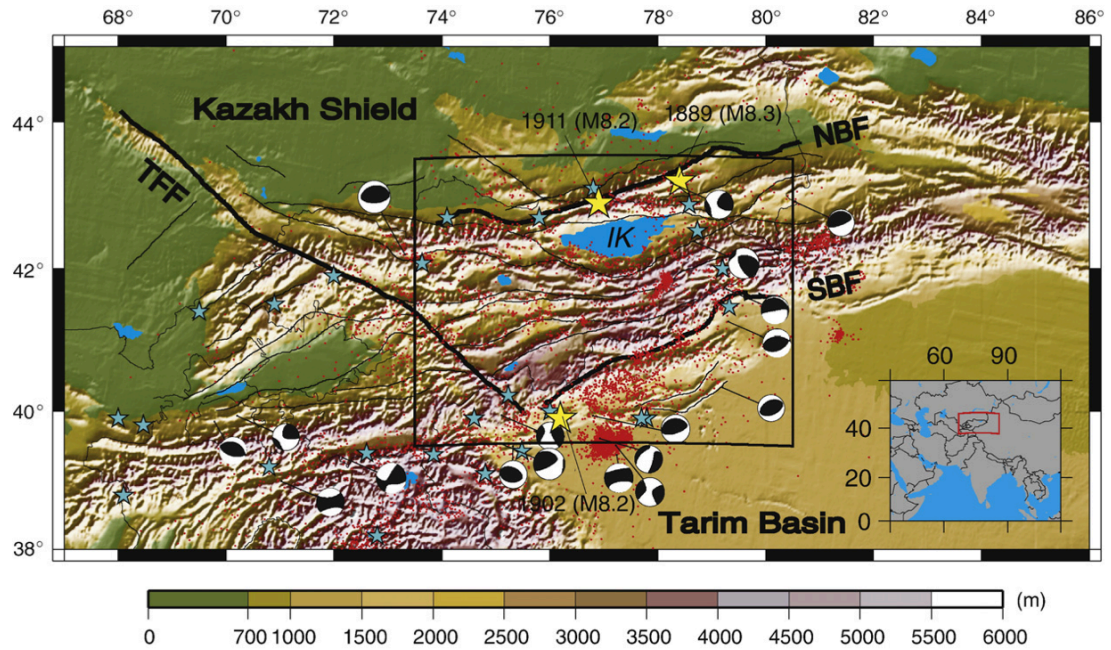 68° 70° 72° 74° 76° 78° 80° 82° 84° 86°
Kazakh Shield
1911 (M8.2)
1889 (M8.3)
44°
NBF
TFF
IK
42°
SBF
60 90
40°
40
20
0
1902 (M8.2)
Tarim Basin
38°
(m)
0 700 1000 1500 2000 2500 3000 3500 4000 4500 5000 5500 6000